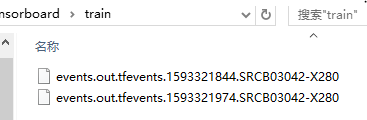 nsorboard › train
搜索"train"
名称
events.out.tfevents.1593321844.SRCB03042-X280
events.out.tfevents.1593321974.SRCB03042-X280